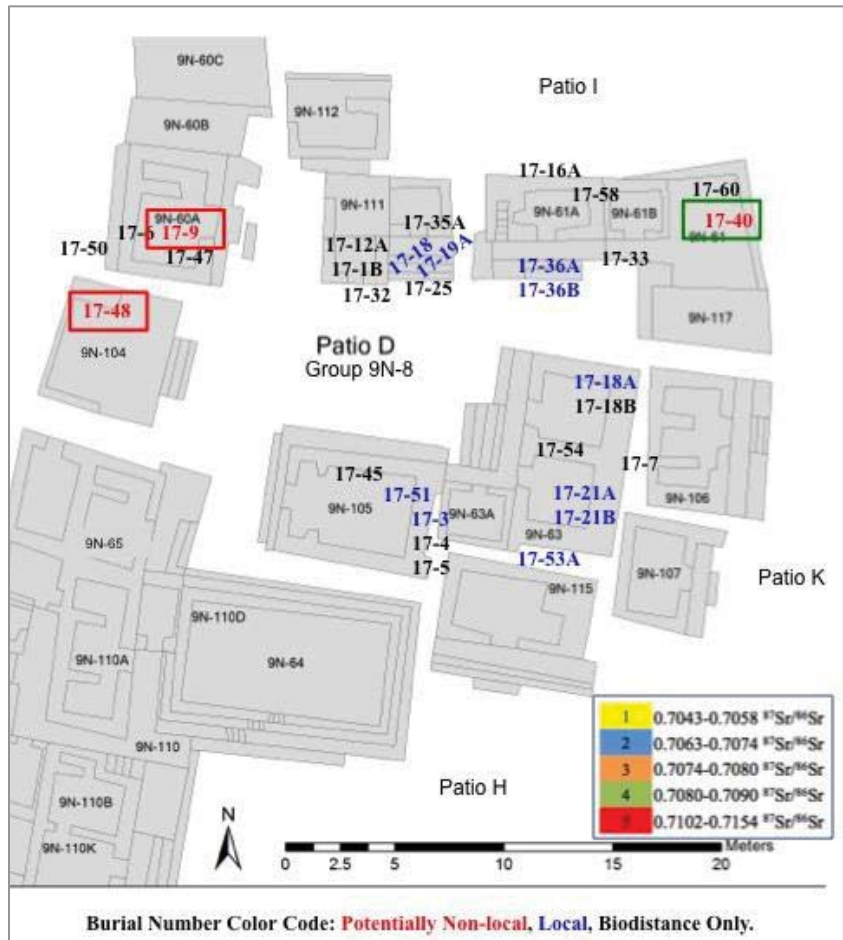 9N-60C
Patio I
9N-112
9N-60B
17-16A
17-58
17-60
9N-111
9N-61A
9N-61B
17-40
9N-61
9N-60A
17-6
17-9
17-35A
17-12A
17-18
17-19A
17-50
17-47
17-1B
17-36A
17-33
17-32
17-25
17-36B
17-48
9N-117
Patio D
Group 9N-8
9N-104
17-18A
17-18B
17-54
17-45
17-7
17-51
17-21A
9N-106
9N-105
17-3
9N-63A
17-21B
9N-63
17-4
9N-65
17-5
17-53A
9N-107
9N-115
Patio K
9N-110D
9N-110A
9N-64
9N-110
1 0.7043-0.7058 ⁸⁷Sr/⁸⁶Sr
2 0.7063-0.7074 ⁸⁷Sr/⁸⁶Sr
3 0.7074-0.7080 ⁸⁷Sr/⁸⁶Sr
4 0.7080-0.7090 ⁸⁷Sr/⁸⁶Sr
5 0.7102-0.7154 ⁸⁷Sr/⁸⁶Sr
Patio H
9N-110B
N
9N-110K
Meters
0 2.5 5 10 15 20
Burial Number Color Code: Potentially Non-local, Local, Biodistance Only.